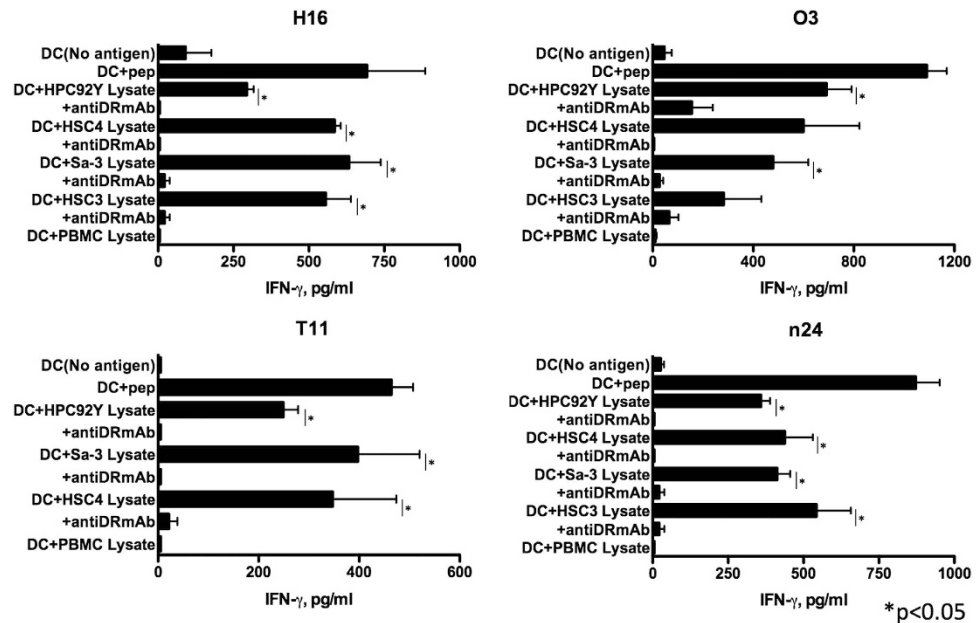 H16
DC(No antigen)
DC+pep
DC+HPC92Y Lysate
*
+antiDRmAb
DC+HSC4 Lysate
*
+antiDRmAb
DC+Sa-3 Lysate
*
+antiDRmAb
DC+HSC3 Lysate
*
+antiDRmAb
DC+PBMC Lysate
0 250 500 750 1000
IFN-γ, pg/ml
O3
DC(No antigen)
DC+pep
DC+HPC92Y Lysate
*
+antiDRmAb
DC+HSC4 Lysate
+antiDRmAb
DC+Sa-3 Lysate
*
+antiDRmAb
DC+HSC3 Lysate
+antiDRmAb
DC+PBMC Lysate
0 400 800 1200
IFN-γ, pg/ml
T11
DC(No antigen)
DC+pep
DC+HPC92Y Lysate
*
+antiDRmAb
DC+Sa-3 Lysate
*
+antiDRmAb
DC+HSC4 Lysate
*
+antiDRmAb
DC+PBMC Lysate
0 200 400 600
IFN-γ, pg/ml
n24
DC(No antigen)
DC+pep
DC+HPC92Y Lysate
*
+antiDRmAb
DC+HSC4 Lysate
*
+antiDRmAb
DC+Sa-3 Lysate
*
+antiDRmAb
DC+HSC3 Lysate
*
+antiDRmAb
DC+PBMC Lysate
0 250 500 750 1000
IFN-γ, pg/ml
*p<0.05